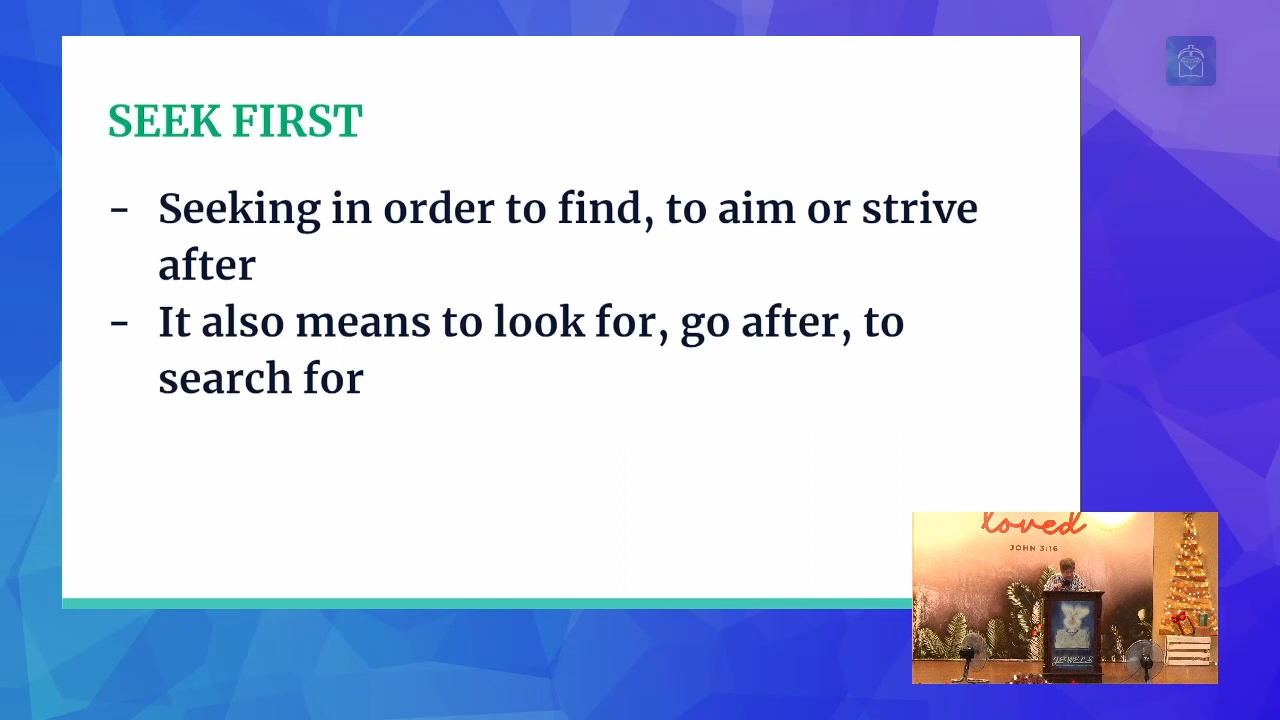 SEEK FIRST
- Seeking in order to find, to aim or strive
after
- It also means to look for, go after, to
search for
loved
JOHN 3:16